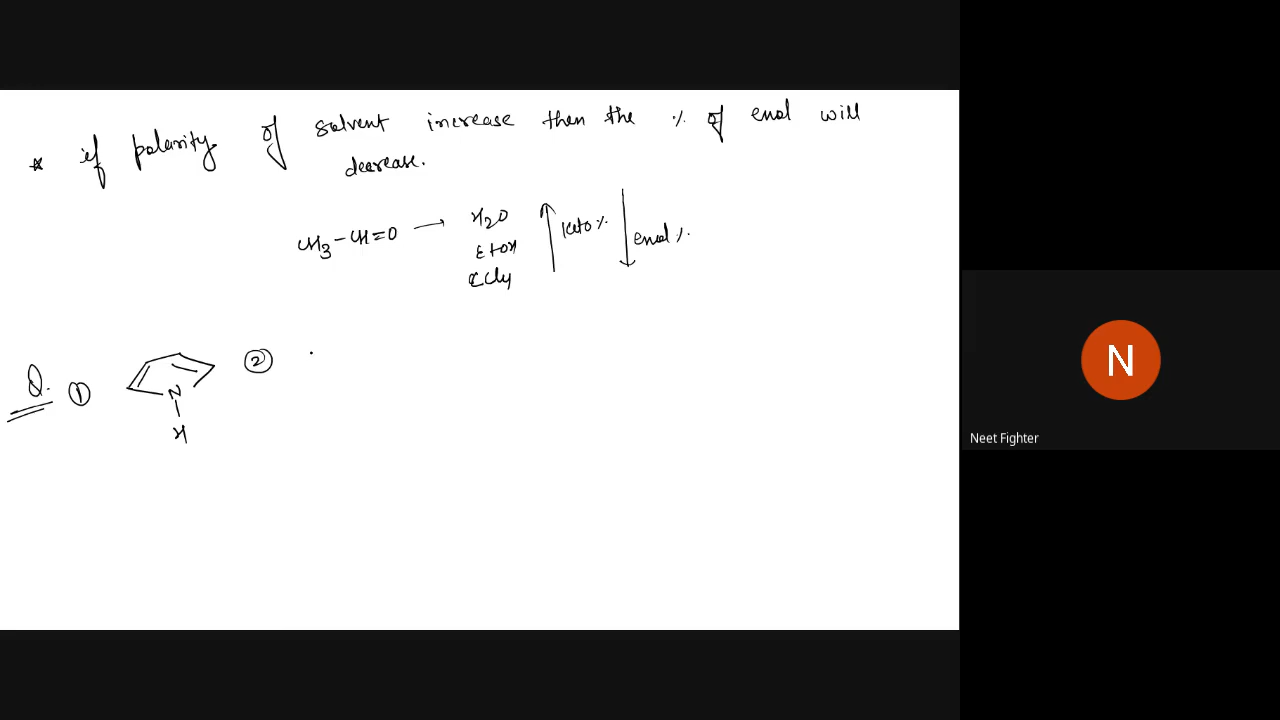 * if polarity of solvent increase then the % of enol will
decrease.
CH3-CH=O → H2O
EtOH
CCl4
Keto %
enol %.
Q. ① N ②
H
N
Neet Fighter